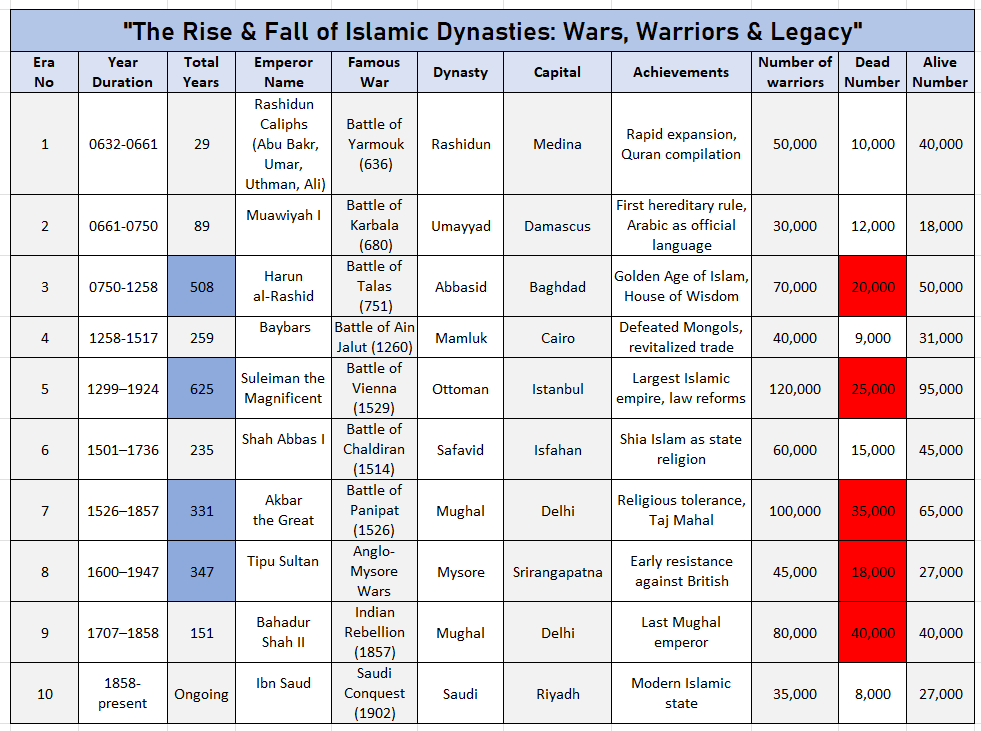 "The Rise & Fall of Islamic Dynasties: Wars, Warriors & Legacy"
Era No | Year Duration | Total Years | Emperor Name | Famous War | Dynasty | Capital | Achievements | Number of warriors | Dead Number | Alive Number
1 | 0632-0661 | 29 | Rashidun Caliphs (Abu Bakr, Umar, Uthman, Ali) | Battle of Yarmouk (636) | Rashidun | Medina | Rapid expansion, Quran compilation | 50,000 | 10,000 | 40,000
2 | 0661-0750 | 89 | Muawiyah I | Battle of Karbala (680) | Umayyad | Damascus | First hereditary rule, Arabic as official language | 30,000 | 12,000 | 18,000
3 | 0750-1258 | 508 | Harun al-Rashid | Battle of Talas (751) | Abbasid | Baghdad | Golden Age of Islam, House of Wisdom | 70,000 | 20,000 | 50,000
4 | 1258-1517 | 259 | Baybars | Battle of Ain Jalut (1260) | Mamluk | Cairo | Defeated Mongols, revitalized trade | 40,000 | 9,000 | 31,000
5 | 1299–1924 | 625 | Suleiman the Magnificent | Battle of Vienna (1529) | Ottoman | Istanbul | Largest Islamic empire, law reforms | 120,000 | 25,000 | 95,000
6 | 1501–1736 | 235 | Shah Abbas I | Battle of Chaldiran (1514) | Safavid | Isfahan | Shia Islam as state religion | 60,000 | 15,000 | 45,000
7 | 1526–1857 | 331 | Akbar the Great | Battle of Panipat (1526) | Mughal | Delhi | Religious tolerance, Taj Mahal | 100,000 | 35,000 | 65,000
8 | 1600–1947 | 347 | Tipu Sultan | Anglo-Mysore Wars | Mysore | Srirangapatna | Early resistance against British | 45,000 | 18,000 | 27,000
9 | 1707–1858 | 151 | Bahadur Shah II | Indian Rebellion (1857) | Mughal | Delhi | Last Mughal emperor | 80,000 | 40,000 | 40,000
10 | 1858-present | Ongoing | Ibn Saud | Saudi Conquest (1902) | Saudi | Riyadh | Modern Islamic state | 35,000 | 8,000 | 27,000